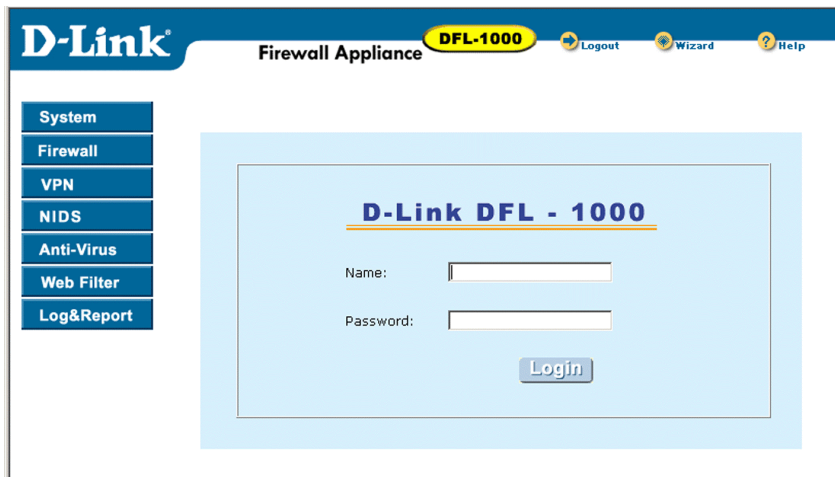 D-Link®
Firewall Appliance DFL-1000 Logout Wizard ? Help
System
Firewall
VPN
NIDS
Anti-Virus
Web Filter
Log&Report
D-Link DFL - 1000
Name:
Password:
Login